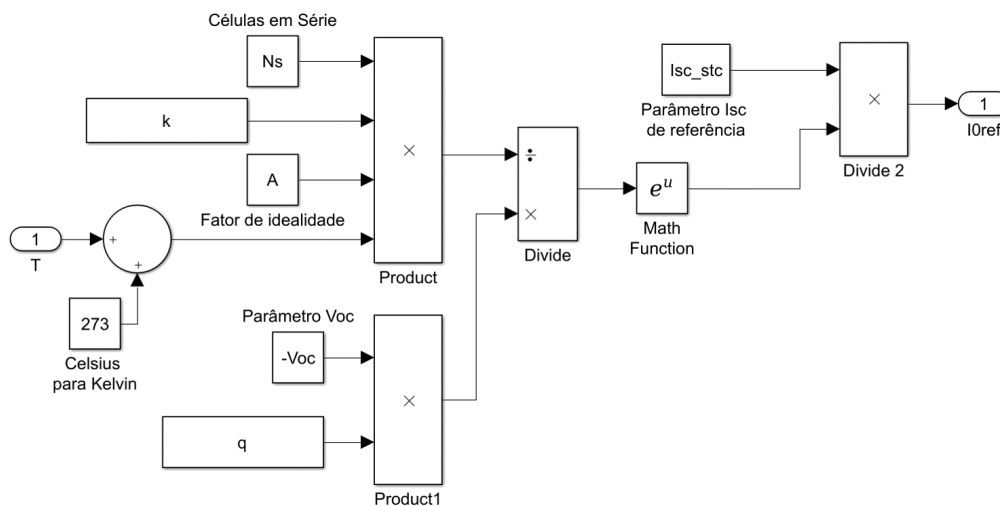 Células em Série
Ns
k
A
Fator de idealidade
1
T
+
+
273
Celsius
para Kelvin
×
Product
Parâmetro Voc
-Voc
q
×
Product1
÷
×
Divide
e^u
Math
Function
Isc_stc
Parâmetro Isc
de referência
×
Divide 2
1
I0ref